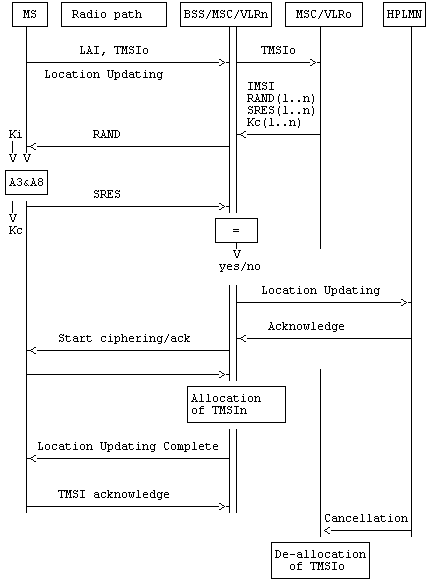 MS
Radio path
BSS/MSC/VLRn
MSC/VLRo
HPLMN
LAI, TMSIo
TMSIo
Location Updating
IMSI
RAND(1..n)
SRES(1..n)
Kc(1..n)
Ki
RAND
V V
A3&A8
SRES
V
Kc
=
V
yes/no
Location Updating
Acknowledge
Start ciphering/ack
Allocation
of TMSIn
Location Updating Complete
TMSI acknowledge
Cancellation
De-allocation
of TMSIo